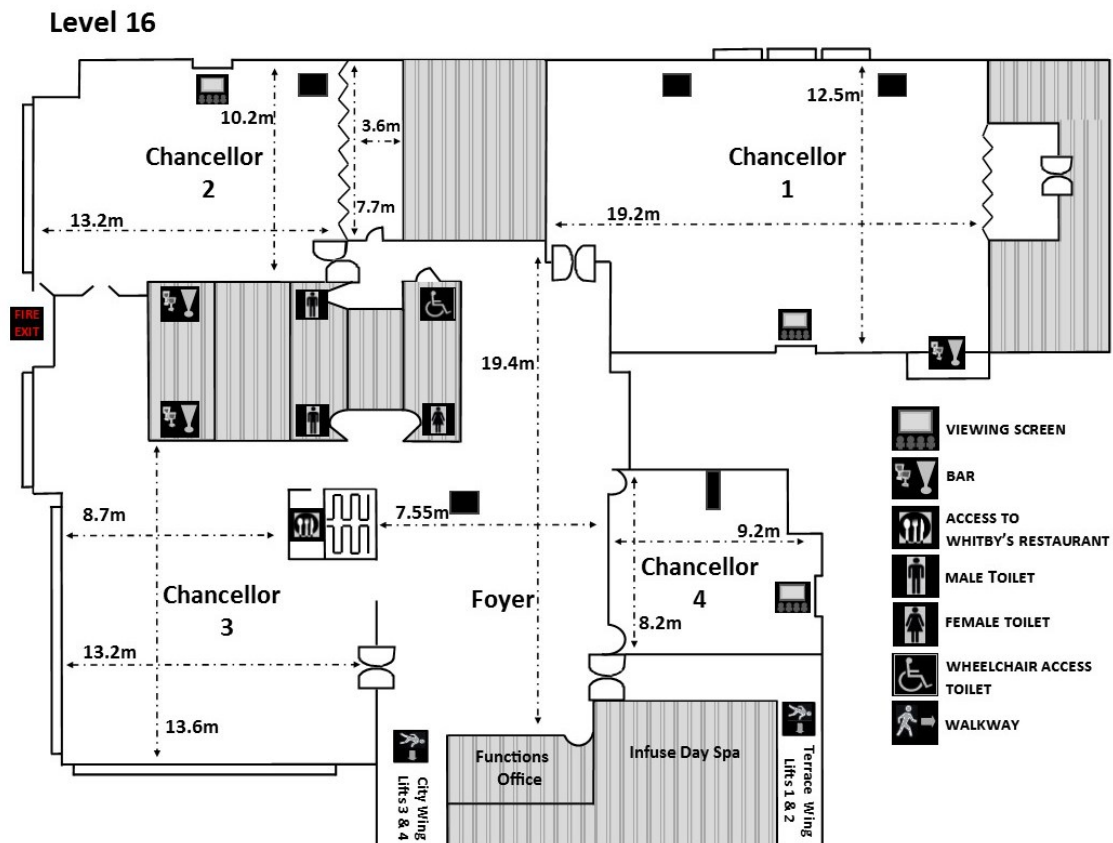 Level 16
10.2m
Chancellor
2
13.2m
3.6m
7.7m
12.5m
Chancellor
1
19.2m
FIRE
EXIT
19.4m
8.7m
7.55m
Chancellor
3
13.2m
13.6m
Foyer
9.2m
Chancellor
4
8.2m
Functions
Office
Infuse Day Spa
City Wing
Lifts 3 & 4
Terrace Wing
Lifts 1 & 2
VIEWING SCREEN
BAR
ACCESS TO
WHITBY'S RESTAURANT
MALE TOILET
FEMALE TOILET
WHEELCHAIR ACCESS
TOILET
WALKWAY